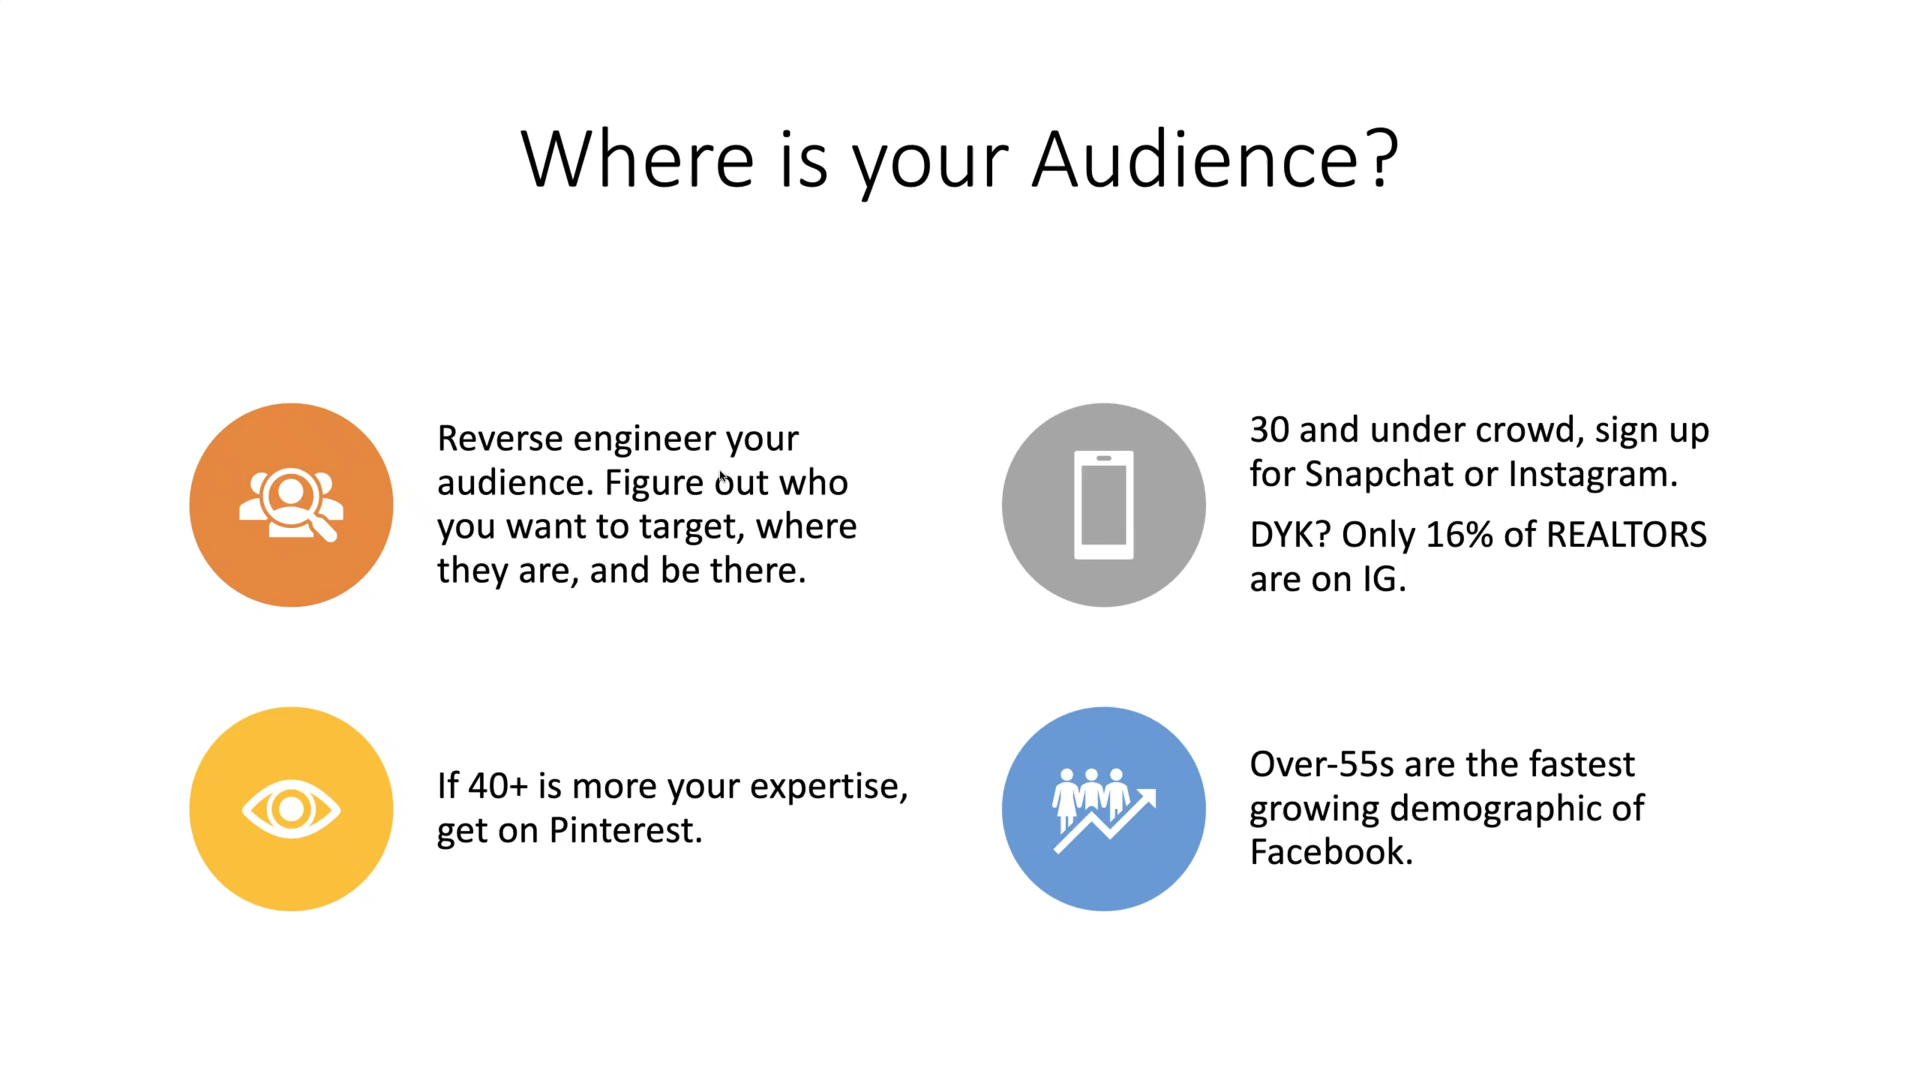 Where is your Audience?
Reverse engineer your
audience. Figure out who
you want to target, where
they are, and be there.
30 and under crowd, sign up
for Snapchat or Instagram.
DYK? Only 16% of REALTORS
are on IG.
If 40+ is more your expertise,
get on Pinterest.
Over-55s are the fastest
growing demographic of
Facebook.